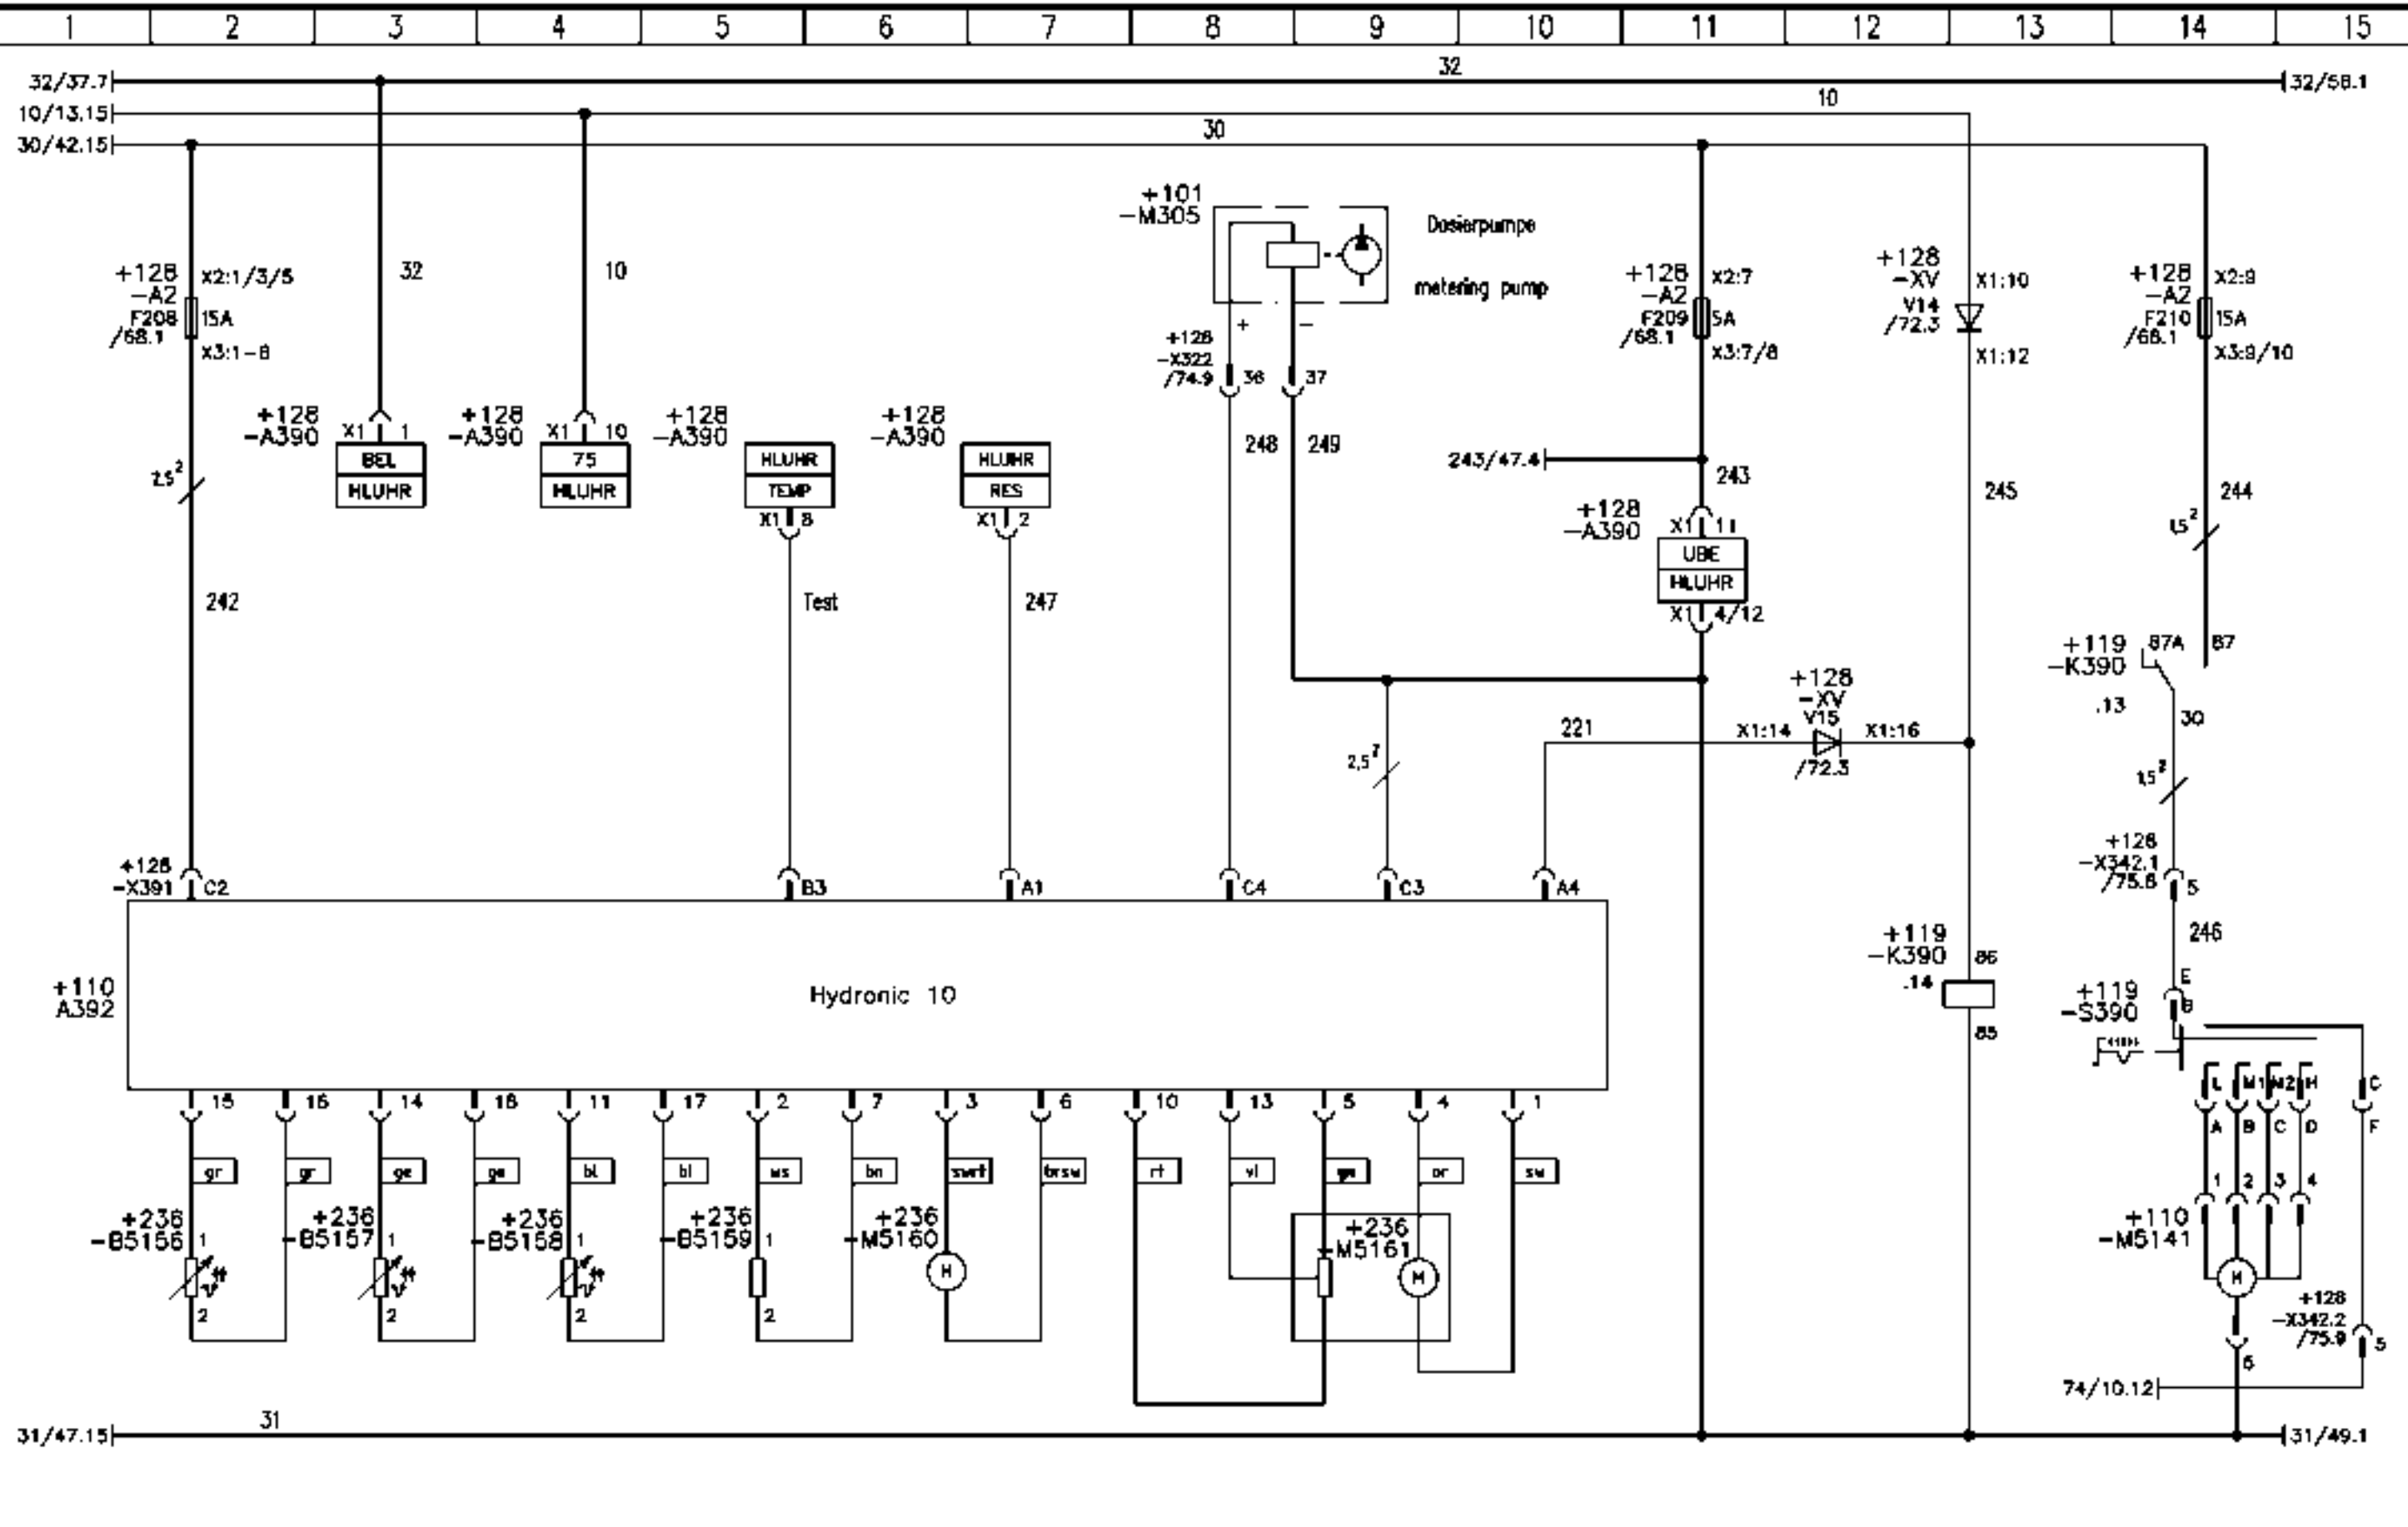 1 2 3 4 5 6 7 8 9 10 11 12 13 14 15
32/37.7
32
32/58.1
10/13.15
10
30/42.15
30
+128
-A2
F208
/68.1
X2:1/3/5
15A
X3:1-8
32
10
+101
-M305
Dosierpumpe
metering pump
+ -
+128
-X322
/74.9
36
37
+128
-A2
F209
/68.1
X2:7
5A
X3:7/8
+128
-XV
V14
/72.3
X1:10
X1:12
+128
-A2
F210
/68.1
X2:9
15A
X3:9/10
+128
-A390
X1 1
BEL
HLUHR
+128
-A390
X1 10
75
HLUHR
+128
-A390
HLUHR
TEMP
X1 8
+128
-A390
HLUHR
RES
X1 2
248
249
243/47.4
243
+128
-A390
X1 11
UBE
HLUHR
X1 4/12
245
244
2,5²
1,5²
242
Test
247
+119
-K390
.13
87A
87
30
221
X1:14
+128
-XV
V15
/72.3
X1:16
2,5²
1,5²
+128
-X391
C2
B3
A1
C4
C3
A4
+128
-X342.1
/75.8
5
246
+110
A392
Hydronic 10
+119
-K390
.14
86
85
+119
-S390
E
B
L M1 M2 H C
A B C D F
15 16 14 18 11 17 2 7 3 6 10 13 5 4 1
gr gr ge ge bl bl ws bn swrt brsw rt vl gn or sw
+236
-B5156
1
2
+236
-B5157
1
2
+236
-B5158
1
2
+236
-B5159
1
2
+236
-M5160
M
+236
-M5161
M
1 2 3 4
+110
-M5141
M
6
+128
-X342.2
/75.9
5
74/10.12
31/47.15
31
31/49.1